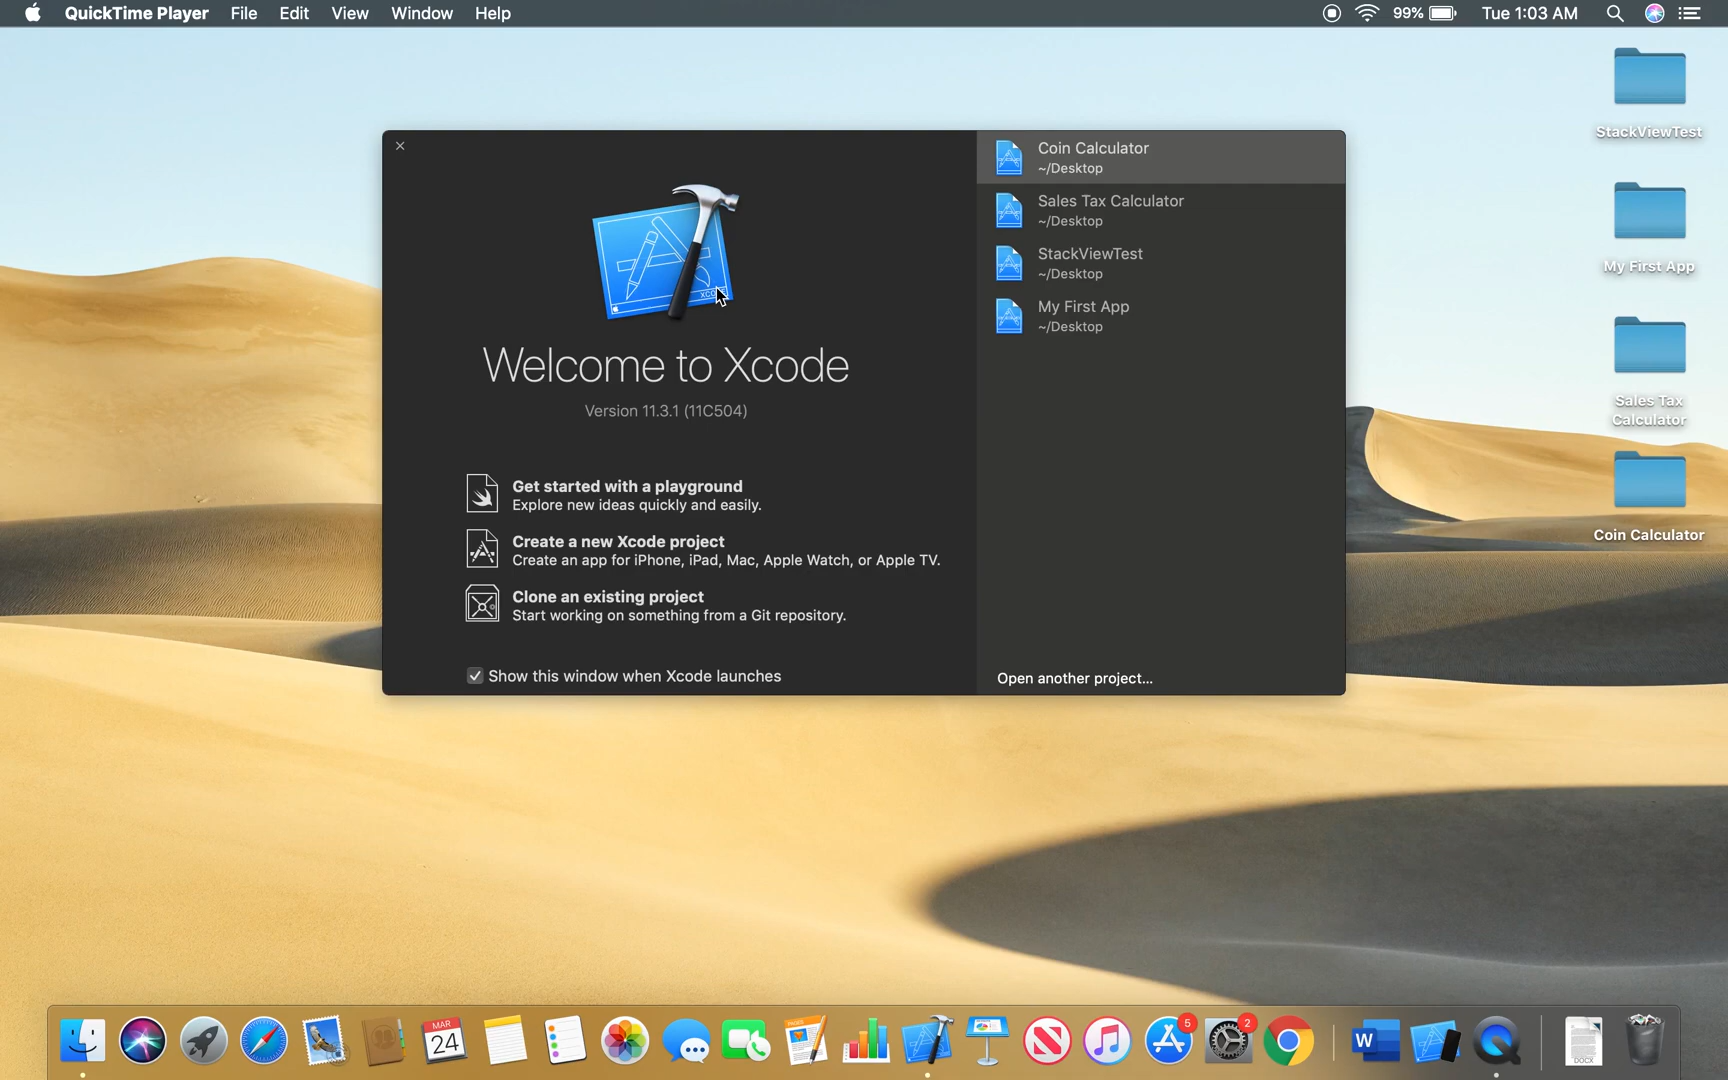 QuickTime Player File Edit View Window Help 99% Tue 1:03 AM
StackViewTest
My First App
Sales Tax
Calculator
Coin Calculator
XCODE
Welcome to Xcode
Version 11.3.1 (11C504)
Get started with a playground
Explore new ideas quickly and easily.
Create a new Xcode project
Create an app for iPhone, iPad, Mac, Apple Watch, or Apple TV.
Clone an existing project
Start working on something from a Git repository.
Show this window when Xcode launches
Coin Calculator
~/Desktop
Sales Tax Calculator
~/Desktop
StackViewTest
~/Desktop
My First App
~/Desktop
Open another project...
MAR
24
PAGES
5
2
W
DOCX